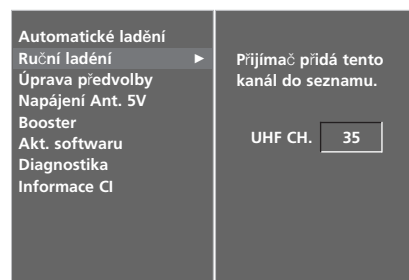 Automatické ladění
Ruční ladéní ►
Úprava předvolby
Napájení Ant. 5V
Booster
Akt. softwaru
Diagnostika
Informace CI
Přijímač přidá tento
kanál do seznamu.
UHF CH. 35